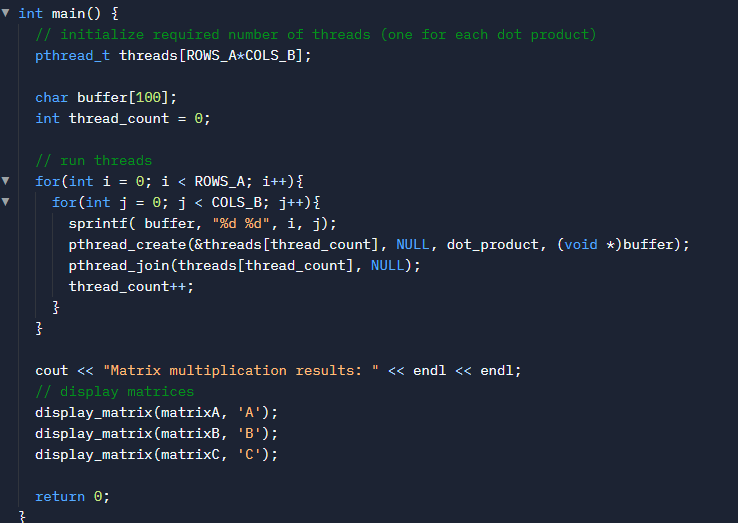 int main() {
// initialize required number of threads (one for each dot product)
pthread_t threads[ROWS_A*COLS_B];
char buffer[100];
int thread_count = 0;
// run threads
for(int i = 0; i < ROWS_A; i++){
for(int j = 0; j < COLS_B; j++){
sprintf( buffer, "%d %d", i, j);
pthread_create(&threads[thread_count], NULL, dot_product, (void *)buffer);
pthread_join(threads[thread_count], NULL);
thread_count++;
}
}
cout << "Matrix multiplication results: " << endl << endl;
// display matrices
display_matrix(matrixA, 'A');
display_matrix(matrixB, 'B');
display_matrix(matrixC, 'C');
return 0;
}